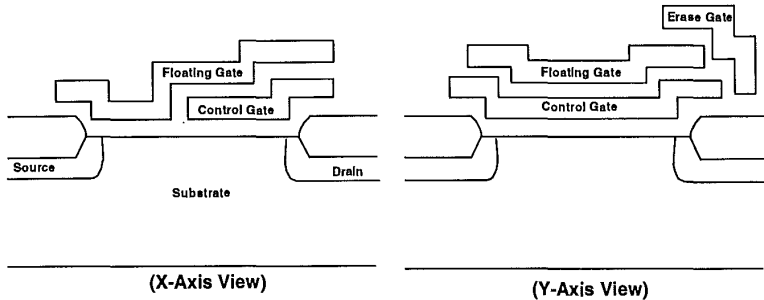 Floating Gate
Control Gate
Source
Drain
Substrate
(X-Axis View)
Erase Gate
Floating Gate
Control Gate
(Y-Axis View)